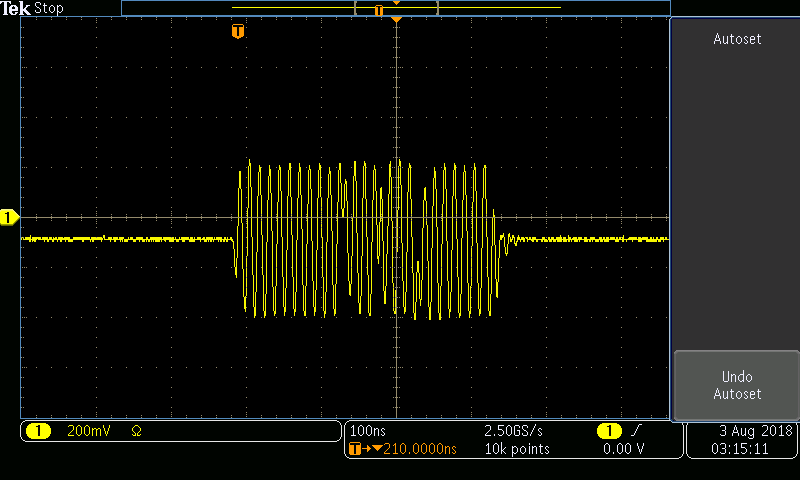 Tek Stop
T
T
Autoset
1
Undo
Autoset
1 200mV Ω
100ns 2.50GS/s 1
T→▼210.0000ns 10k points 0.00 V
3 Aug 2018
03:15:11